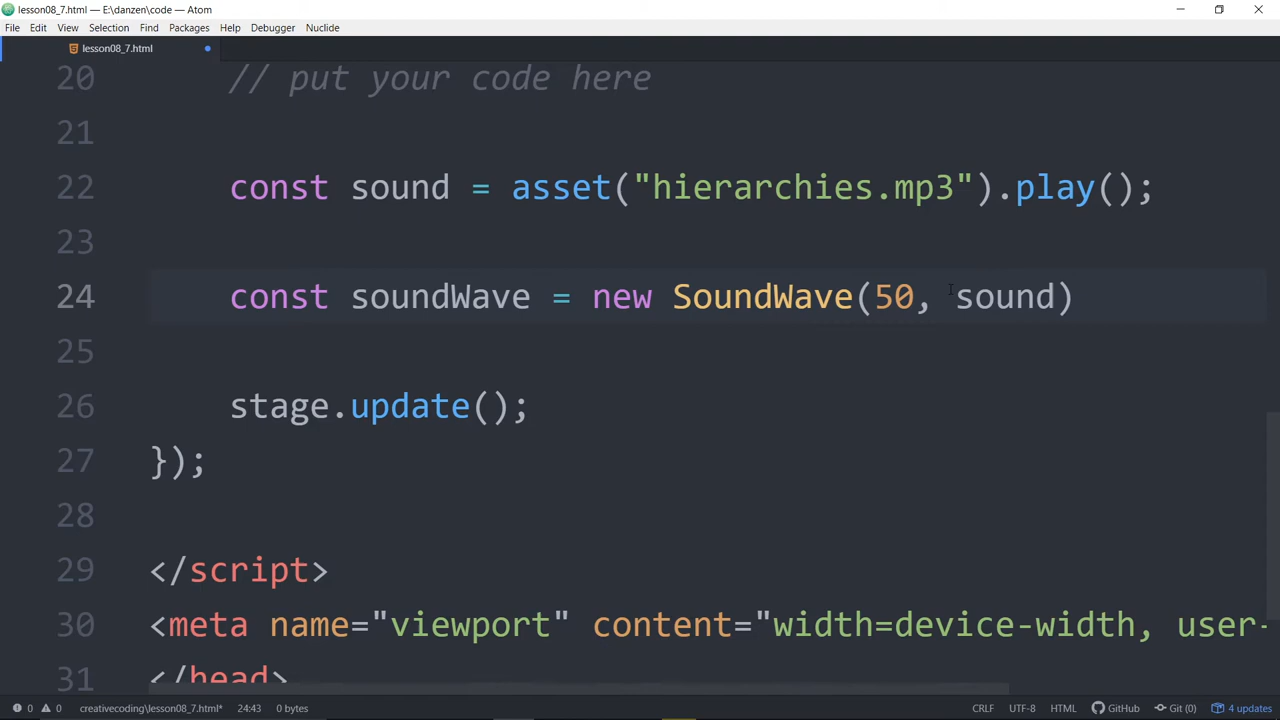 lesson08_7.html — E:\danzen\code — Atom
File Edit View Selection Find Packages Help Debugger Nuclide
lesson08_7.html
20 // put your code here
21
22 const sound = asset("hierarchies.mp3").play();
23
24 const soundWave = new SoundWave(50, sound)
25
26 stage.update();
27 });
28
29 </script>
30 <meta name="viewport" content="width=device-width, user-
31 </head>
0 0 creativecoding\lesson08_7.html* 24:43 0 bytes CRLF UTF-8 HTML GitHub Git (0) 4 updates